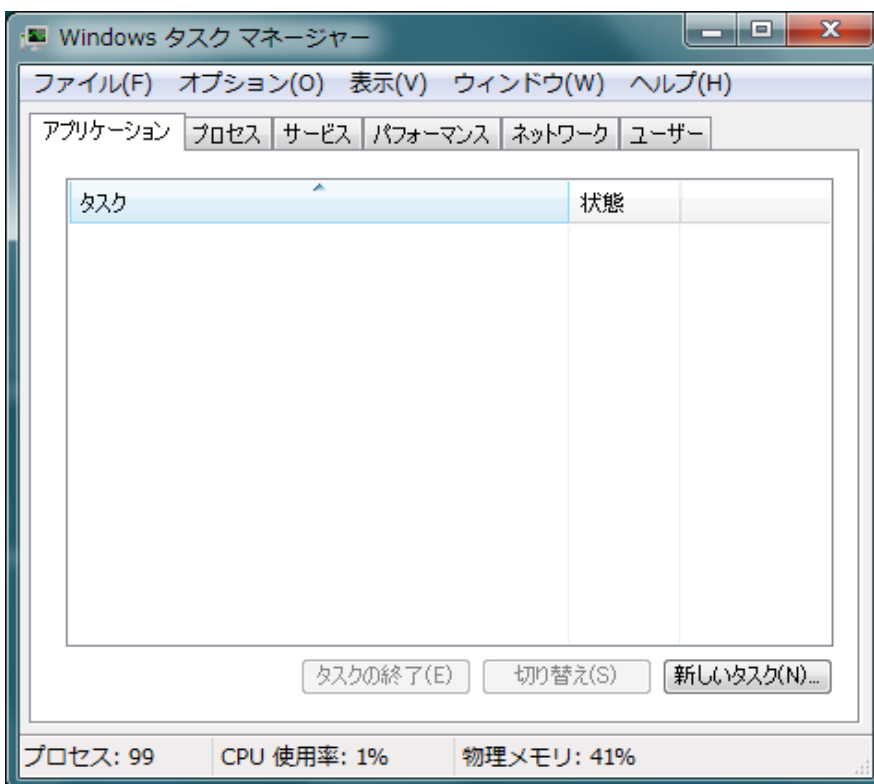 Windows タスク マネージャー
ファイル(F) オプション(O) 表示(V) ウィンドウ(W) ヘルプ(H)
アプリケーション プロセス サービス パフォーマンス ネットワーク ユーザー
タスク 状態
タスクの終了(E) 切り替え(S) 新しいタスク(N)...
プロセス: 99 CPU 使用率: 1% 物理メモリ: 41%